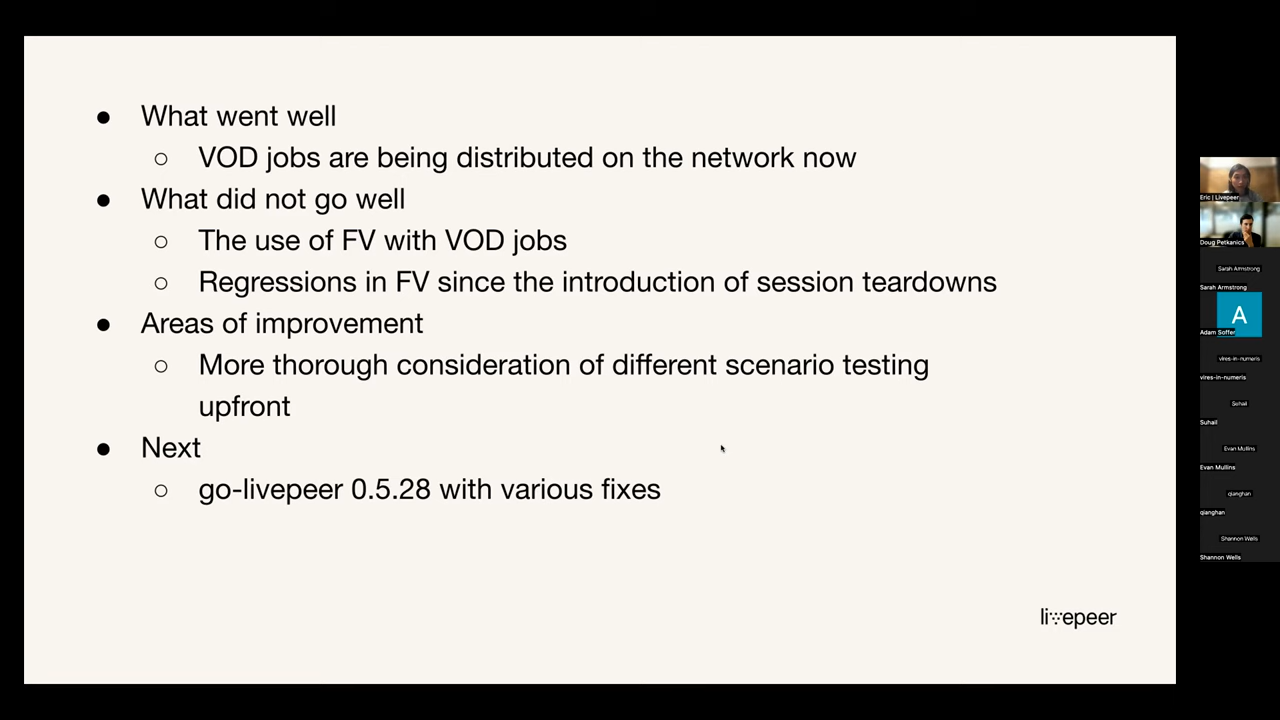 ● What went well
○ VOD jobs are being distributed on the network now
● What did not go well
○ The use of FV with VOD jobs
○ Regressions in FV since the introduction of session teardowns
● Areas of improvement
○ More thorough consideration of different scenario testing
upfront
● Next
○ go-livepeer 0.5.28 with various fixes
livepeer
Eric | Livepeer
Doug Petkanics
Sarah Armstrong
Sarah Armstrong
A
Adam Soffer
vires-in-numeris
vires-in-numeris
Suhail
Suhail
Evan Mullins
Evan Mullins
qianghan
qianghan
Shannon Wells
Shannon Wells